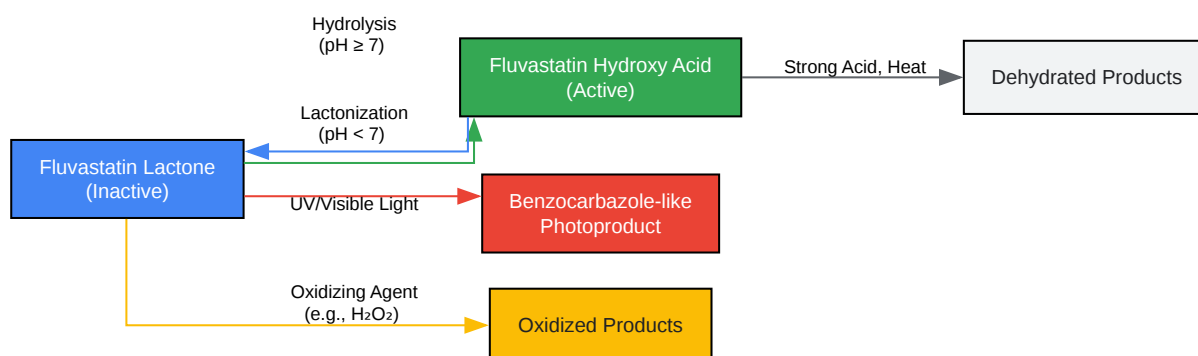 Hydrolysis
(pH ≥ 7)
Fluvastatin Hydroxy Acid
(Active)
Strong Acid, Heat
Dehydrated Products
Lactonization
(pH < 7)
Fluvastatin Lactone
(Inactive)
UV/Visible Light
Benzocarbazole-like
Photoproduct
Oxidizing Agent
(e.g., H₂O₂)
Oxidized Products